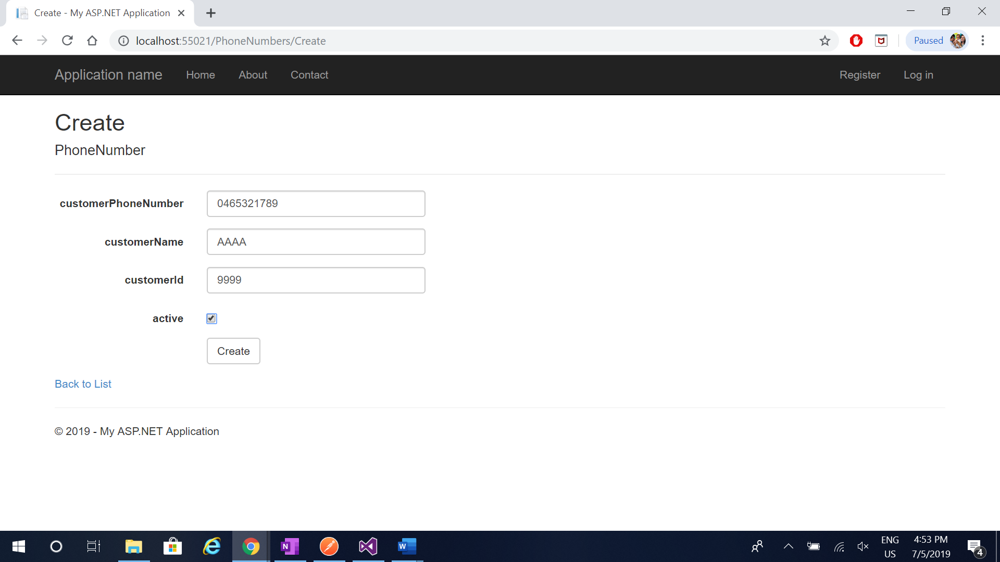 Create - My ASP.NET Application
localhost:55021/PhoneNumbers/Create
Paused
Application name Home About Contact Register Log in
Create
PhoneNumber
customerPhoneNumber 0465321789
customerName AAAA
customerId 9999
active
Create
Back to List
© 2019 - My ASP.NET Application
N
W
ENG 4:53 PM
US 7/5/2019
4